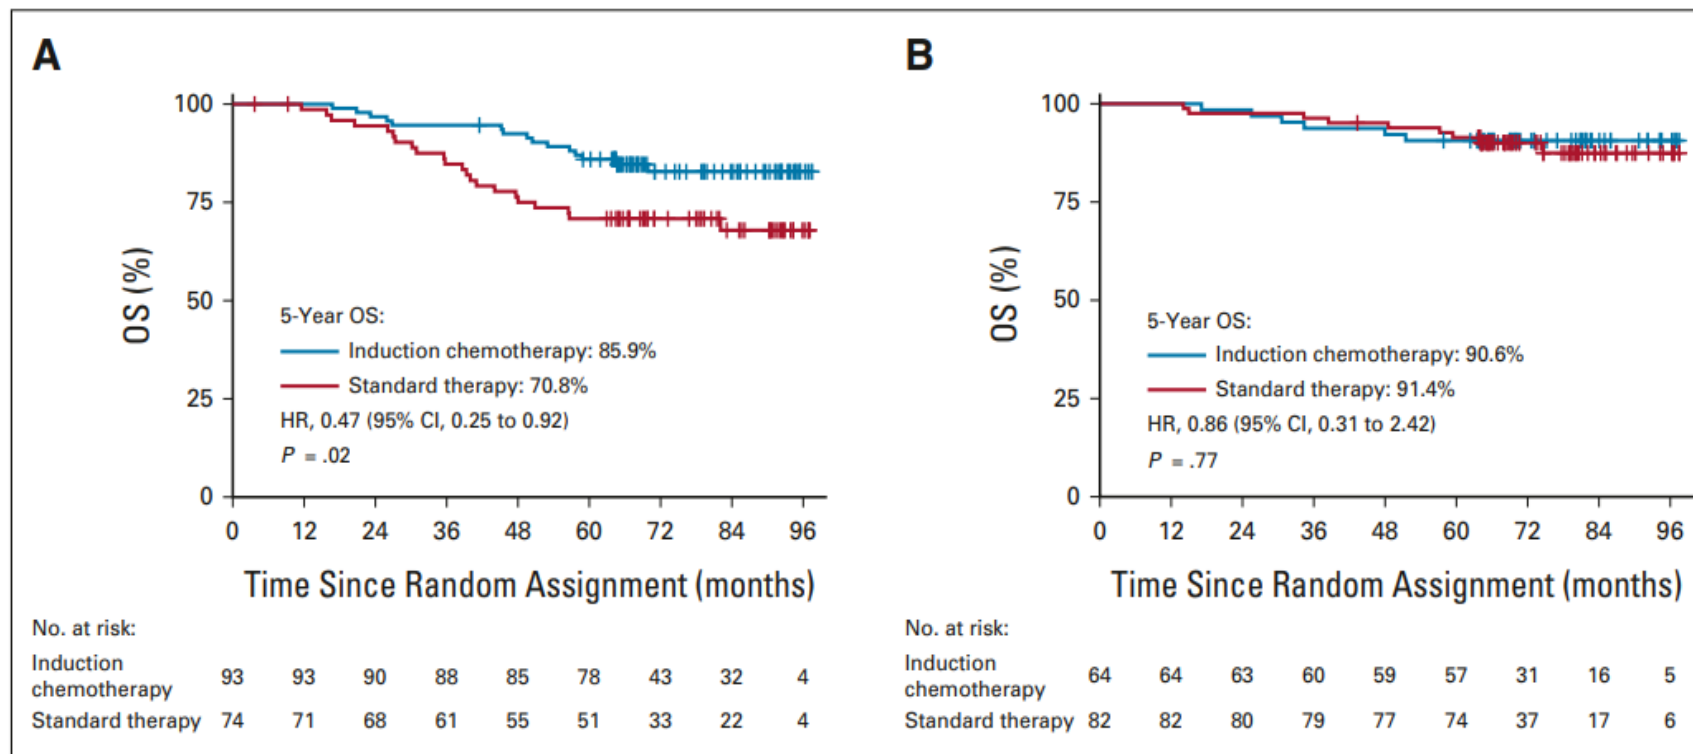 A
100
75
50
25
0
OS (%)
5-Year OS:
Induction chemotherapy: 85.9%
Standard therapy: 70.8%
HR, 0.47 (95% CI, 0.25 to 0.92)
P = .02
0 12 24 36 48 60 72 84 96
Time Since Random Assignment (months)
No. at risk:
Induction
chemotherapy 93 93 90 88 85 78 43 32 4
Standard therapy 74 71 68 61 55 51 33 22 4
B
100
75
50
25
0
OS (%)
5-Year OS:
Induction chemotherapy: 90.6%
Standard therapy: 91.4%
HR, 0.86 (95% CI, 0.31 to 2.42)
P = .77
0 12 24 36 48 60 72 84 96
Time Since Random Assignment (months)
No. at risk:
Induction
chemotherapy 64 64 63 60 59 57 31 16 5
Standard therapy 82 82 80 79 77 74 37 17 6